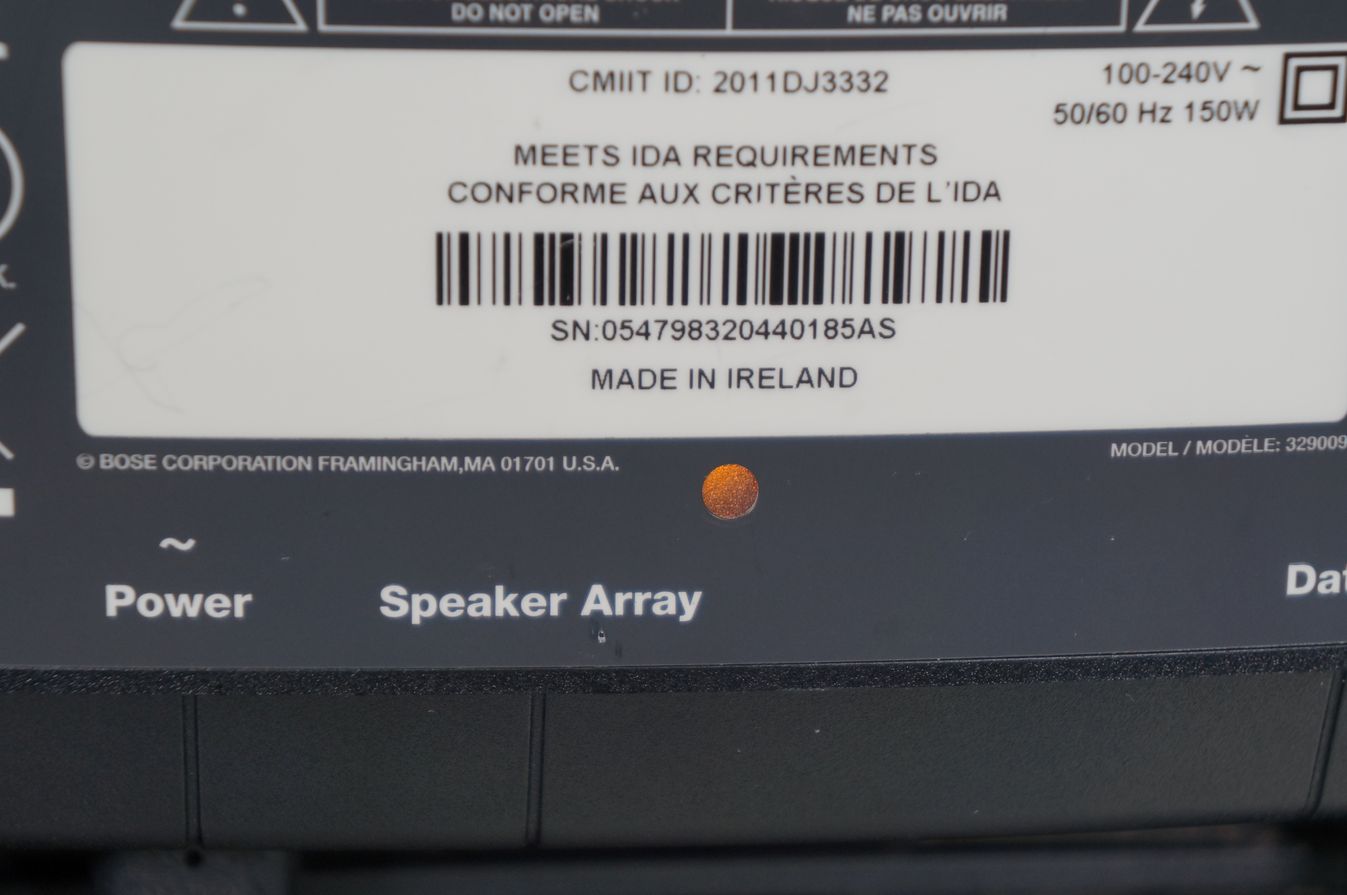 DO NOT OPEN
NE PAS OUVRIR
CMIIT ID: 2011DJ3332
100-240V ~
50/60 Hz 150W
MEETS IDA REQUIREMENTS
CONFORME AUX CRITÈRES DE L'IDA
SN:054798320440185AS
MADE IN IRELAND
© BOSE CORPORATION FRAMINGHAM,MA 01701 U.S.A.
MODEL / MODÈLE: 329009
~
Power
Speaker Array
Dat